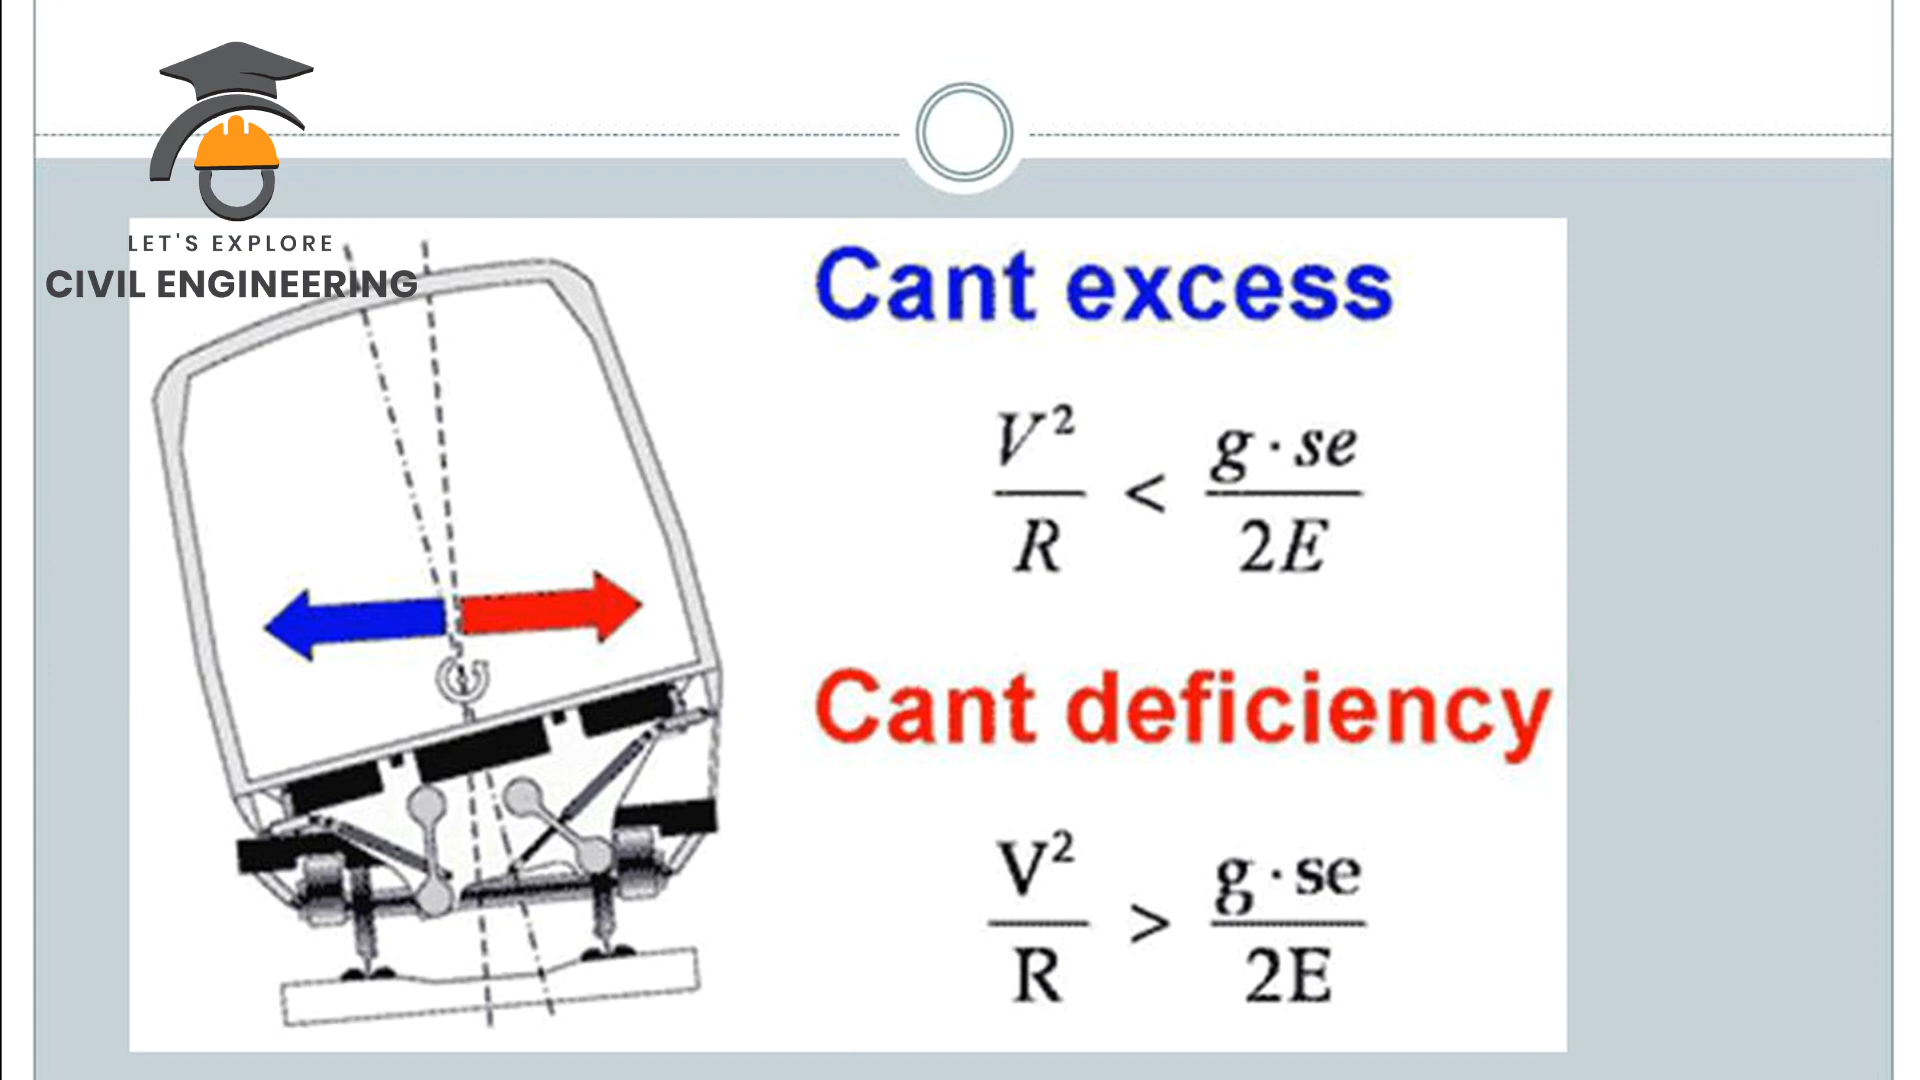 LET'S EXPLORE
CIVIL ENGINEERING
Cant excess
V² / R < g · se / 2E
Cant deficiency
V² / R > g · se / 2E